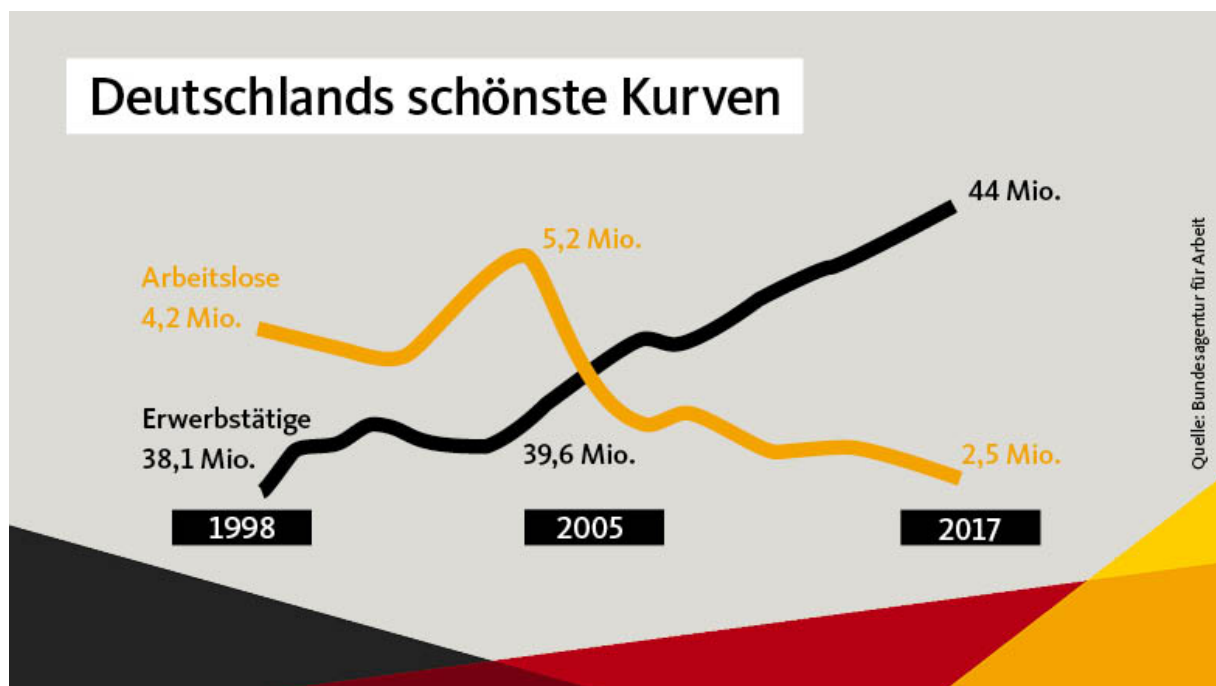 Deutschlands schönste Kurven
44 Mio.
5,2 Mio.
Arbeitslose
4,2 Mio.
Erwerbstätige
38,1 Mio.
39,6 Mio.
2,5 Mio.
1998
2005
2017
Quelle: Bundesagentur für Arbeit